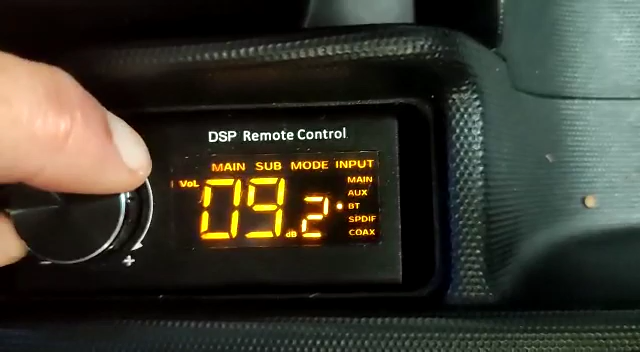 DSP Remote Control
MAIN SUB MODE INPUT
VOL 09 dB 2
MAIN
AUX
BT
SPDIF
COAX
+